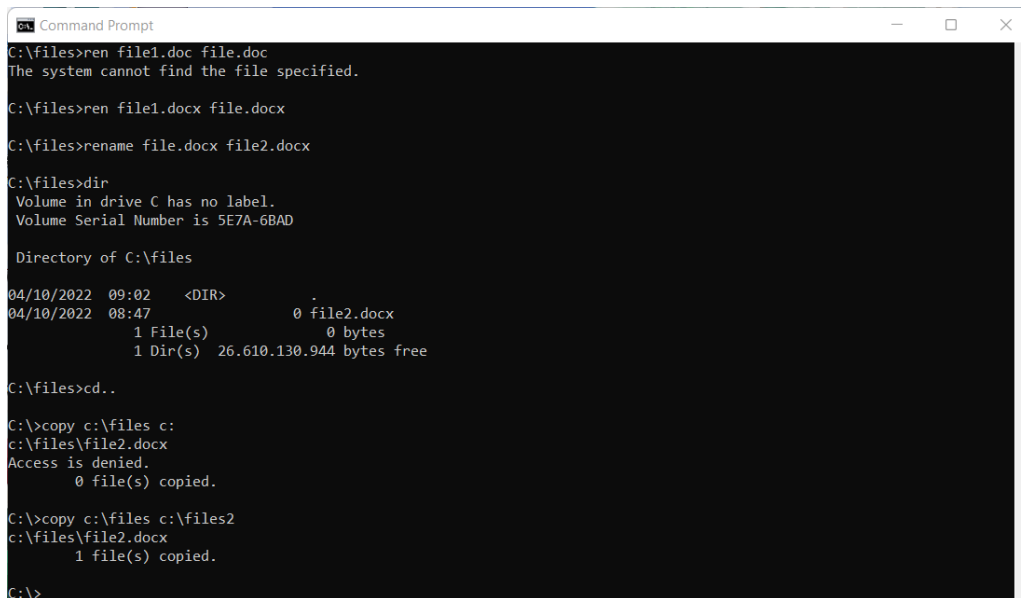 Command Prompt
C:\files>ren file1.doc file.doc
The system cannot find the file specified.
C:\files>ren file1.docx file.docx
C:\files>rename file.docx file2.docx
C:\files>dir
 Volume in drive C has no label.
 Volume Serial Number is 5E7A-6BAD
 Directory of C:\files
04/10/2022  09:02    <DIR>          .
04/10/2022  08:47                 0 file2.docx
               1 File(s)              0 bytes
               1 Dir(s)  26.610.130.944 bytes free
C:\files>cd..
C:\>copy c:\files c:
c:\files\file2.docx
Access is denied.
        0 file(s) copied.
C:\>copy c:\files c:\files2
c:\files\file2.docx
        1 file(s) copied.
C:\>